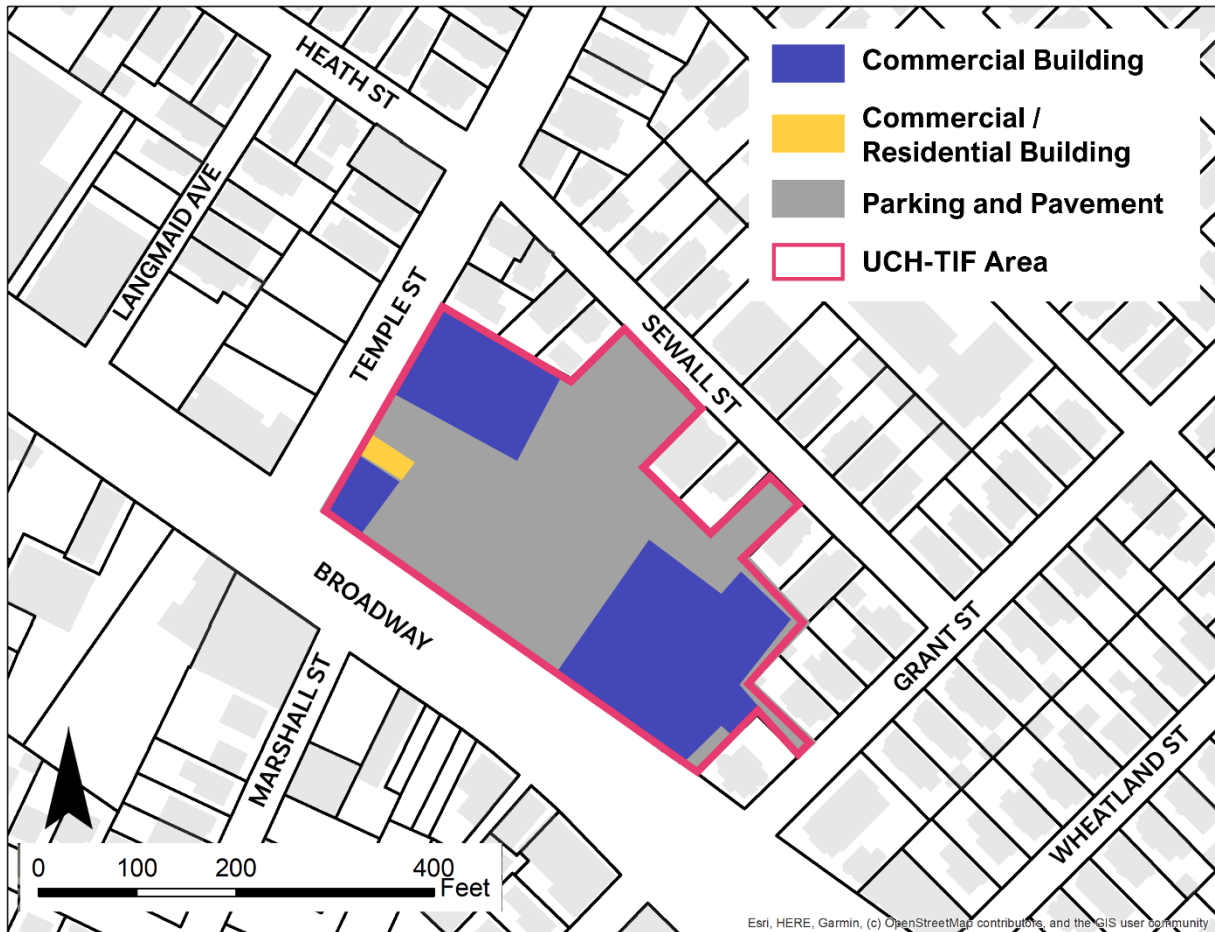 HEATH ST
LANGMAID AVE
TEMPLE ST
SEWALL ST
BROADWAY
MARSHALL ST
GRANT ST
WHEATLAND ST
Commercial Building
Commercial /
Residential Building
Parking and Pavement
UCH-TIF Area
0 100 200 400
Feet
Esri, HERE, Garmin, (c) OpenStreetMap contributors, and the GIS user community